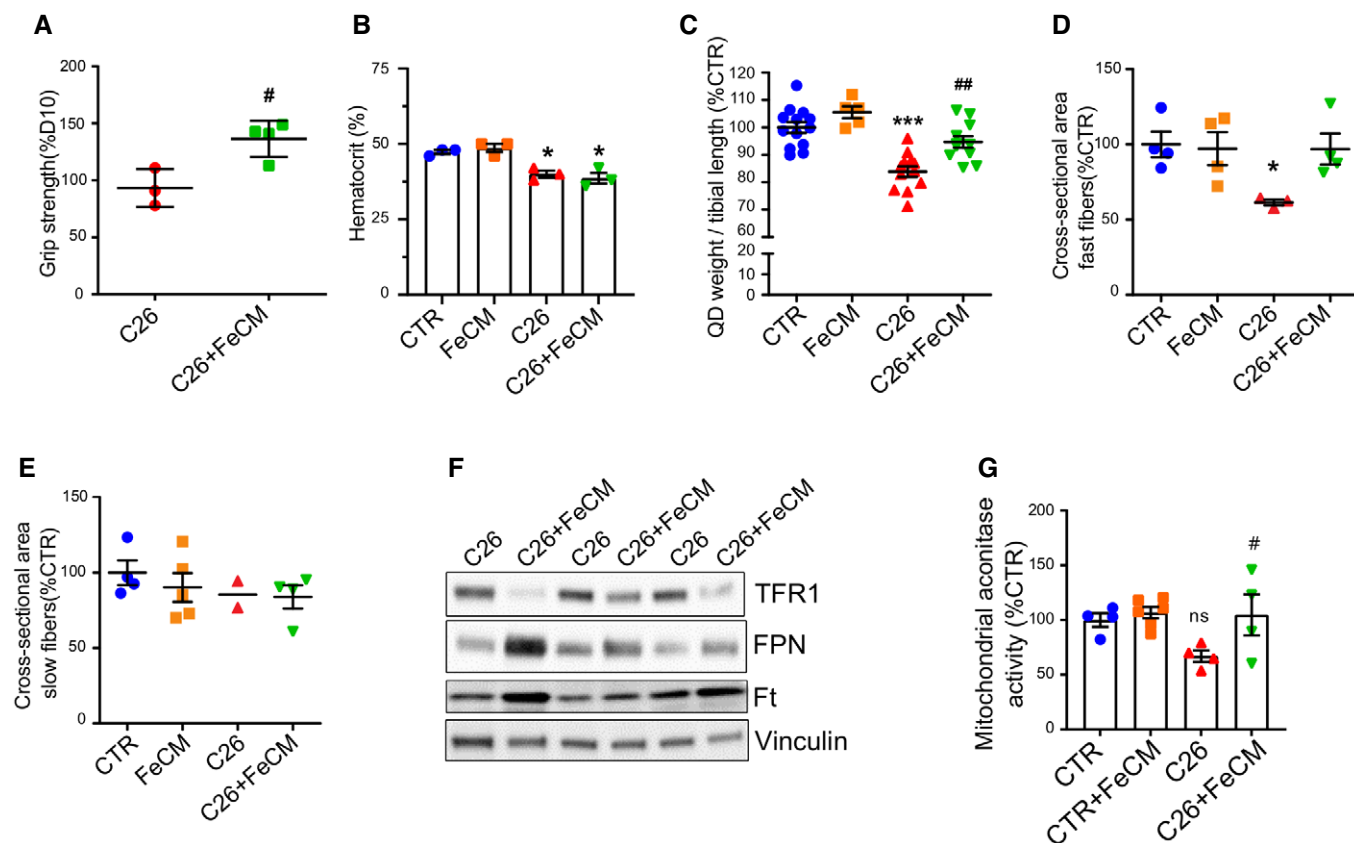 A
Grip strength(%D10)
200
150
100
50
0
#
C26
C26+FeCM
B
Hematocrit (%)
75
50
25
0
*
*
CTR
FeCM
C26
C26+FeCM
C
QD weight / tibial length (%CTR)
120
110
100
90
80
70
60
20
10
0
***
##
CTR
FeCM
C26
C26+FeCM
D
Cross-sectional area
fast fibers(%CTR)
150
100
50
0
*
CTR
FeCM
C26
C26+FeCM
E
Cross-sectional area
slow fibers(%CTR)
150
100
50
0
CTR
FeCM
C26
C26+FeCM
F
C26
C26+FeCM
C26
C26+FeCM
C26
C26+FeCM
TFR1
FPN
Ft
Vinculin
G
Mitochondrial aconitase
activity (%CTR)
200
150
100
50
0
ns
#
CTR
CTR+FeCM
C26
C26+FeCM